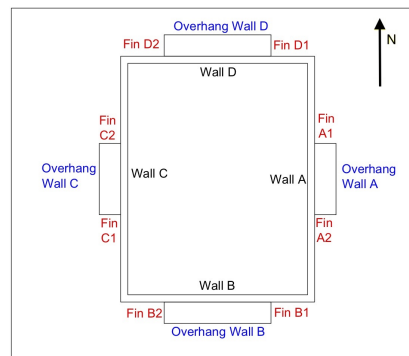 Overhang Wall D
Fin D2
Fin D1
N
Wall D
Fin
C2
Fin
A1
Overhang
Wall C
Wall C
Wall A
Overhang
Wall A
Fin
C1
Fin
A2
Wall B
Fin B2
Fin B1
Overhang Wall B